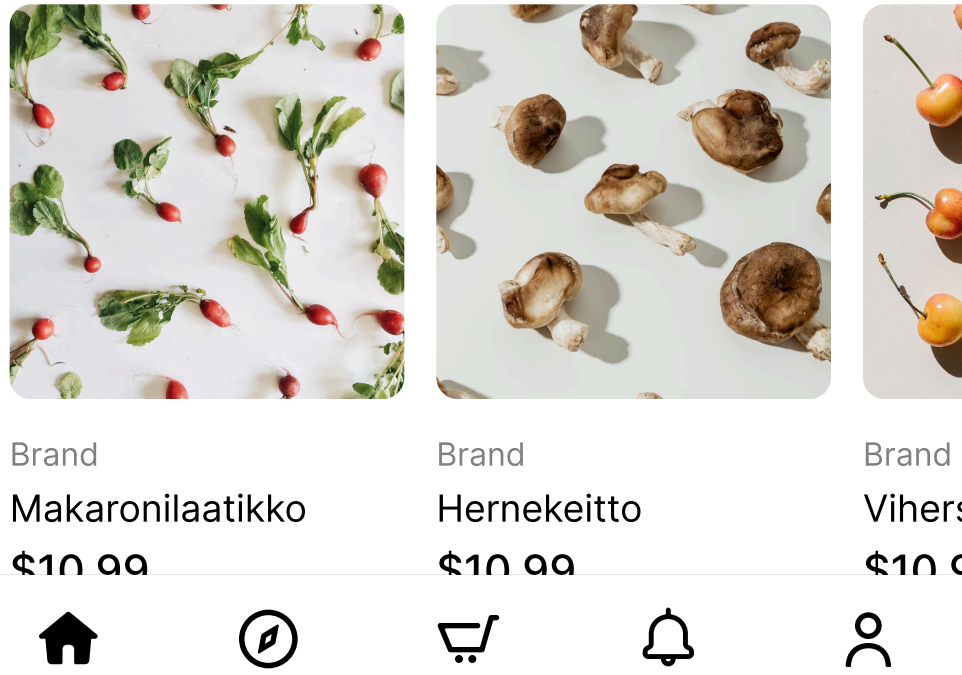 Brand
Makaronilaatikko
$10.99
Brand
Hernekeitto
$10.99
Brand